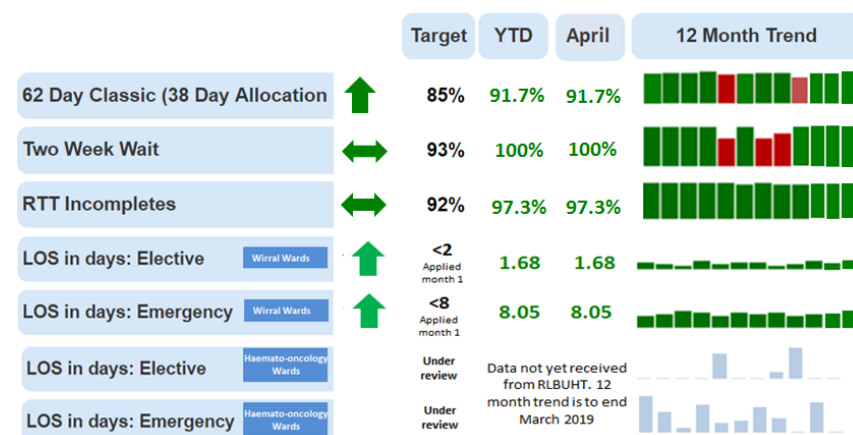 Target YTD April 12 Month Trend
62 Day Classic (38 Day Allocation 85% 91.7% 91.7%
Two Week Wait 93% 100% 100%
RTT Incompletes 92% 97.3% 97.3%
LOS in days: Elective Wirral Wards <2 Applied month 1 1.68 1.68
LOS in days: Emergency Wirral Wards <8 Applied month 1 8.05 8.05
LOS in days: Elective Haemato-oncology Wards Under review
Data not yet received
from RLBUHT. 12
month trend is to end
March 2019
LOS in days: Emergency Haemato-oncology Wards Under review